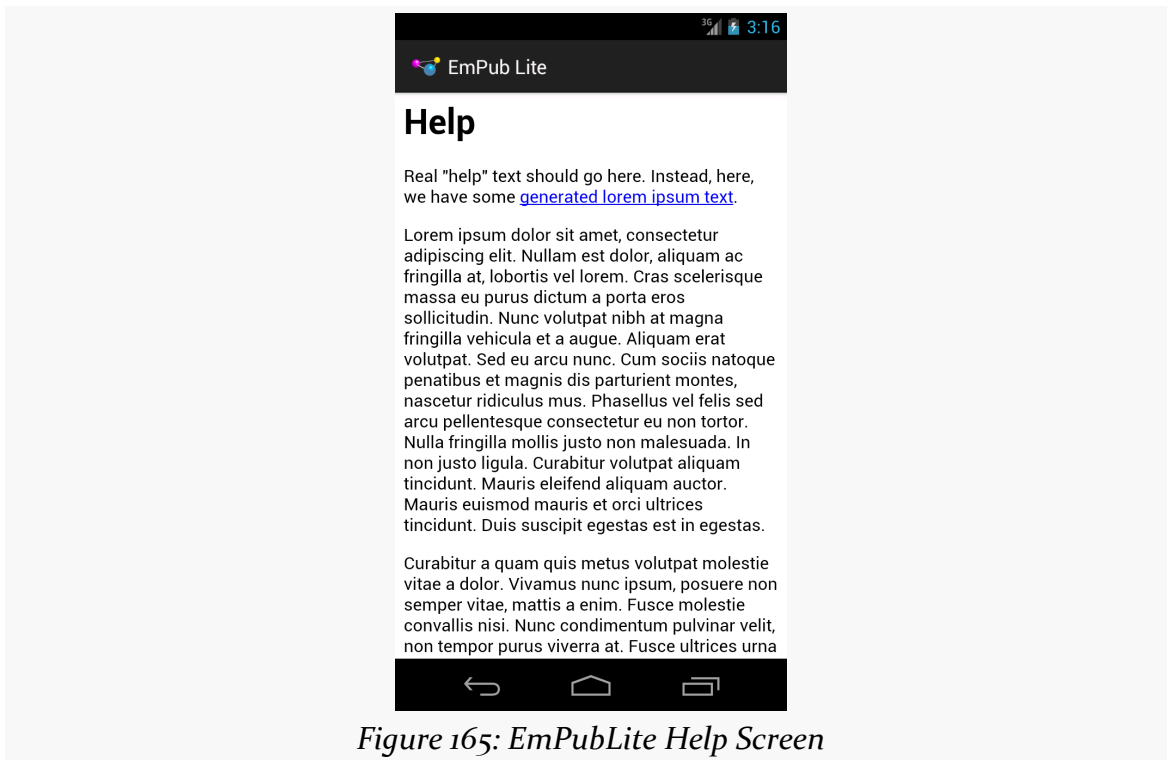 3G 3:16
EmPub Lite
Help
Real "help" text should go here. Instead, here,
we have some generated lorem ipsum text.
Lorem ipsum dolor sit amet, consectetur
adipiscing elit. Nullam est dolor, aliquam ac
fringilla at, lobortis vel lorem. Cras scelerisque
massa eu purus dictum a porta eros
sollicitudin. Nunc volutpat nibh at magna
fringilla vehicula et a augue. Aliquam erat
volutpat. Sed eu arcu nunc. Cum sociis natoque
penatibus et magnis dis parturient montes,
nascetur ridiculus mus. Phasellus vel felis sed
arcu pellentesque consectetur eu non tortor.
Nulla fringilla mollis justo non malesuada. In
non justo ligula. Curabitur volutpat aliquam
tincidunt. Mauris eleifend aliquam auctor.
Mauris euismod mauris et orci ultrices
tincidunt. Duis suscipit egestas est in egestas.
Curabitur a quam quis metus volutpat molestie
vitae a dolor. Vivamus nunc ipsum, posuere non
semper vitae, mattis a enim. Fusce molestie
convallis nisi. Nunc condimentum pulvinar velit,
non tempor purus viverra at. Fusce ultrices urna
Figure 165: EmPubLite Help Screen